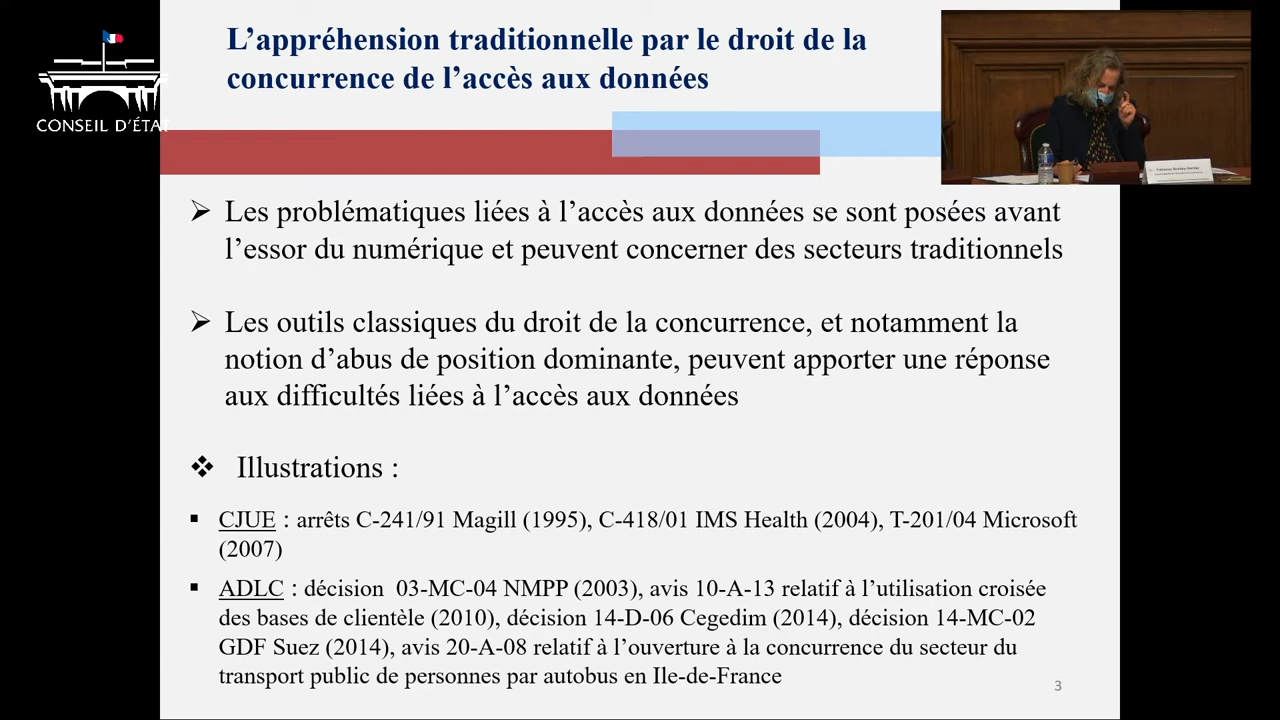 L'appréhension traditionnelle par le droit de la
concurrence de l'accès aux données
CONSEIL D'ÉTAT
➢ Les problématiques liées à l'accès aux données se sont posées avant
l'essor du numérique et peuvent concerner des secteurs traditionnels
➢ Les outils classiques du droit de la concurrence, et notamment la
notion d'abus de position dominante, peuvent apporter une réponse
aux difficultés liées à l'accès aux données
❖ Illustrations :
▪ CJUE : arrêts C-241/91 Magill (1995), C-418/01 IMS Health (2004), T-201/04 Microsoft
(2007)
▪ ADLC : décision 03-MC-04 NMPP (2003), avis 10-A-13 relatif à l'utilisation croisée
des bases de clientèle (2010), décision 14-D-06 Cegedim (2014), décision 14-MC-02
GDF Suez (2014), avis 20-A-08 relatif à l'ouverture à la concurrence du secteur du
transport public de personnes par autobus en Ile-de-France
3